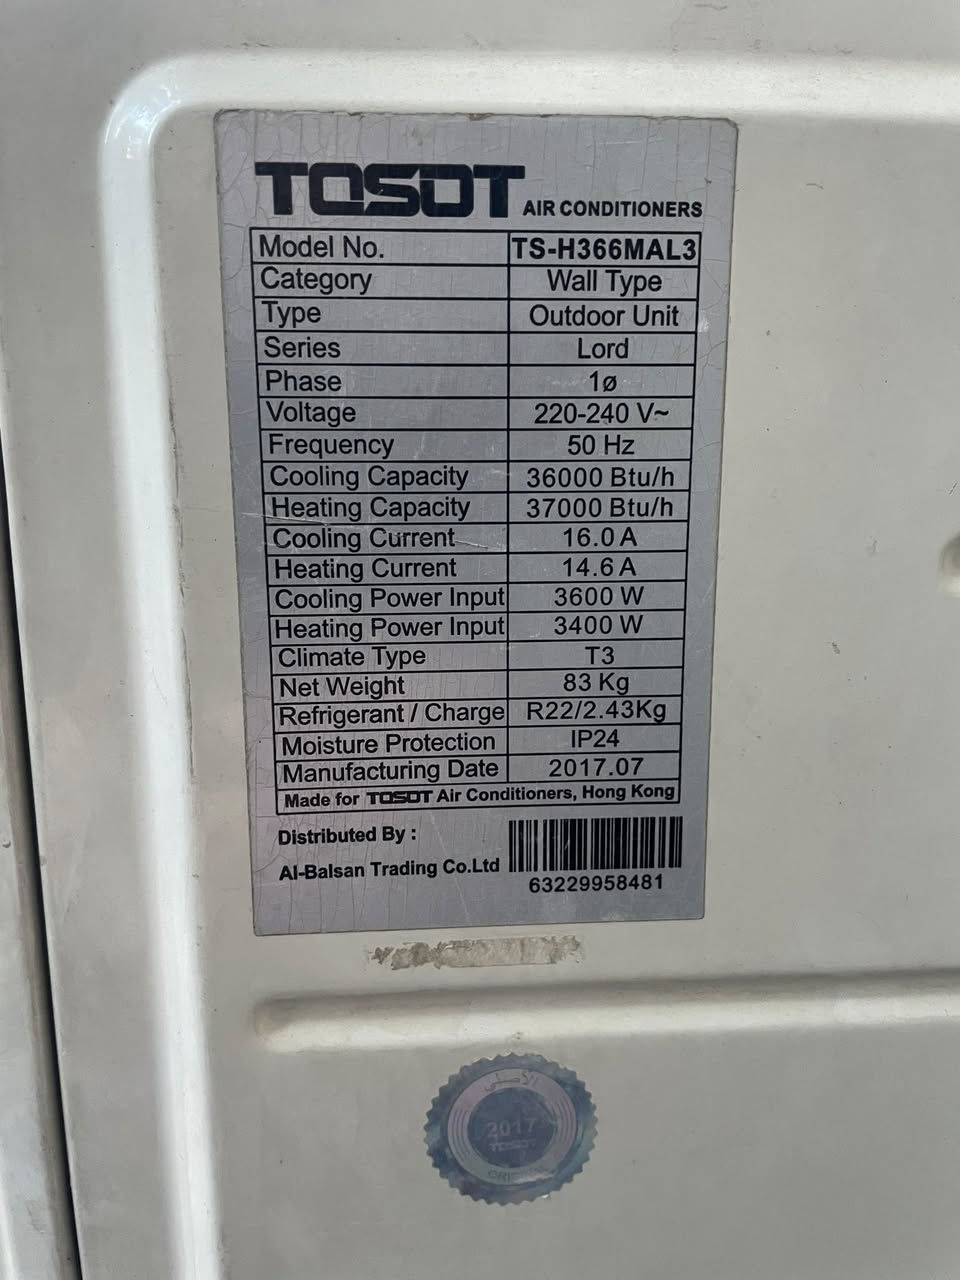 TOSOT AIR CONDITIONERS
Model No. TS-H366MAL3
Category Wall Type
Type Outdoor Unit
Series Lord
Phase 1ø
Voltage 220-240 V~
Frequency 50 Hz
Cooling Capacity 36000 Btu/h
Heating Capacity 37000 Btu/h
Cooling Current 16.0 A
Heating Current 14.6 A
Cooling Power Input 3600 W
Heating Power Input 3400 W
Climate Type T3
Net Weight 83 Kg
Refrigerant / Charge R22/2.43Kg
Moisture Protection IP24
Manufacturing Date 2017.07
Made for TOSOT Air Conditioners, Hong Kong
Distributed By :
Al-Balsan Trading Co.Ltd
63229958481
الأصلي
2017
TOSOT